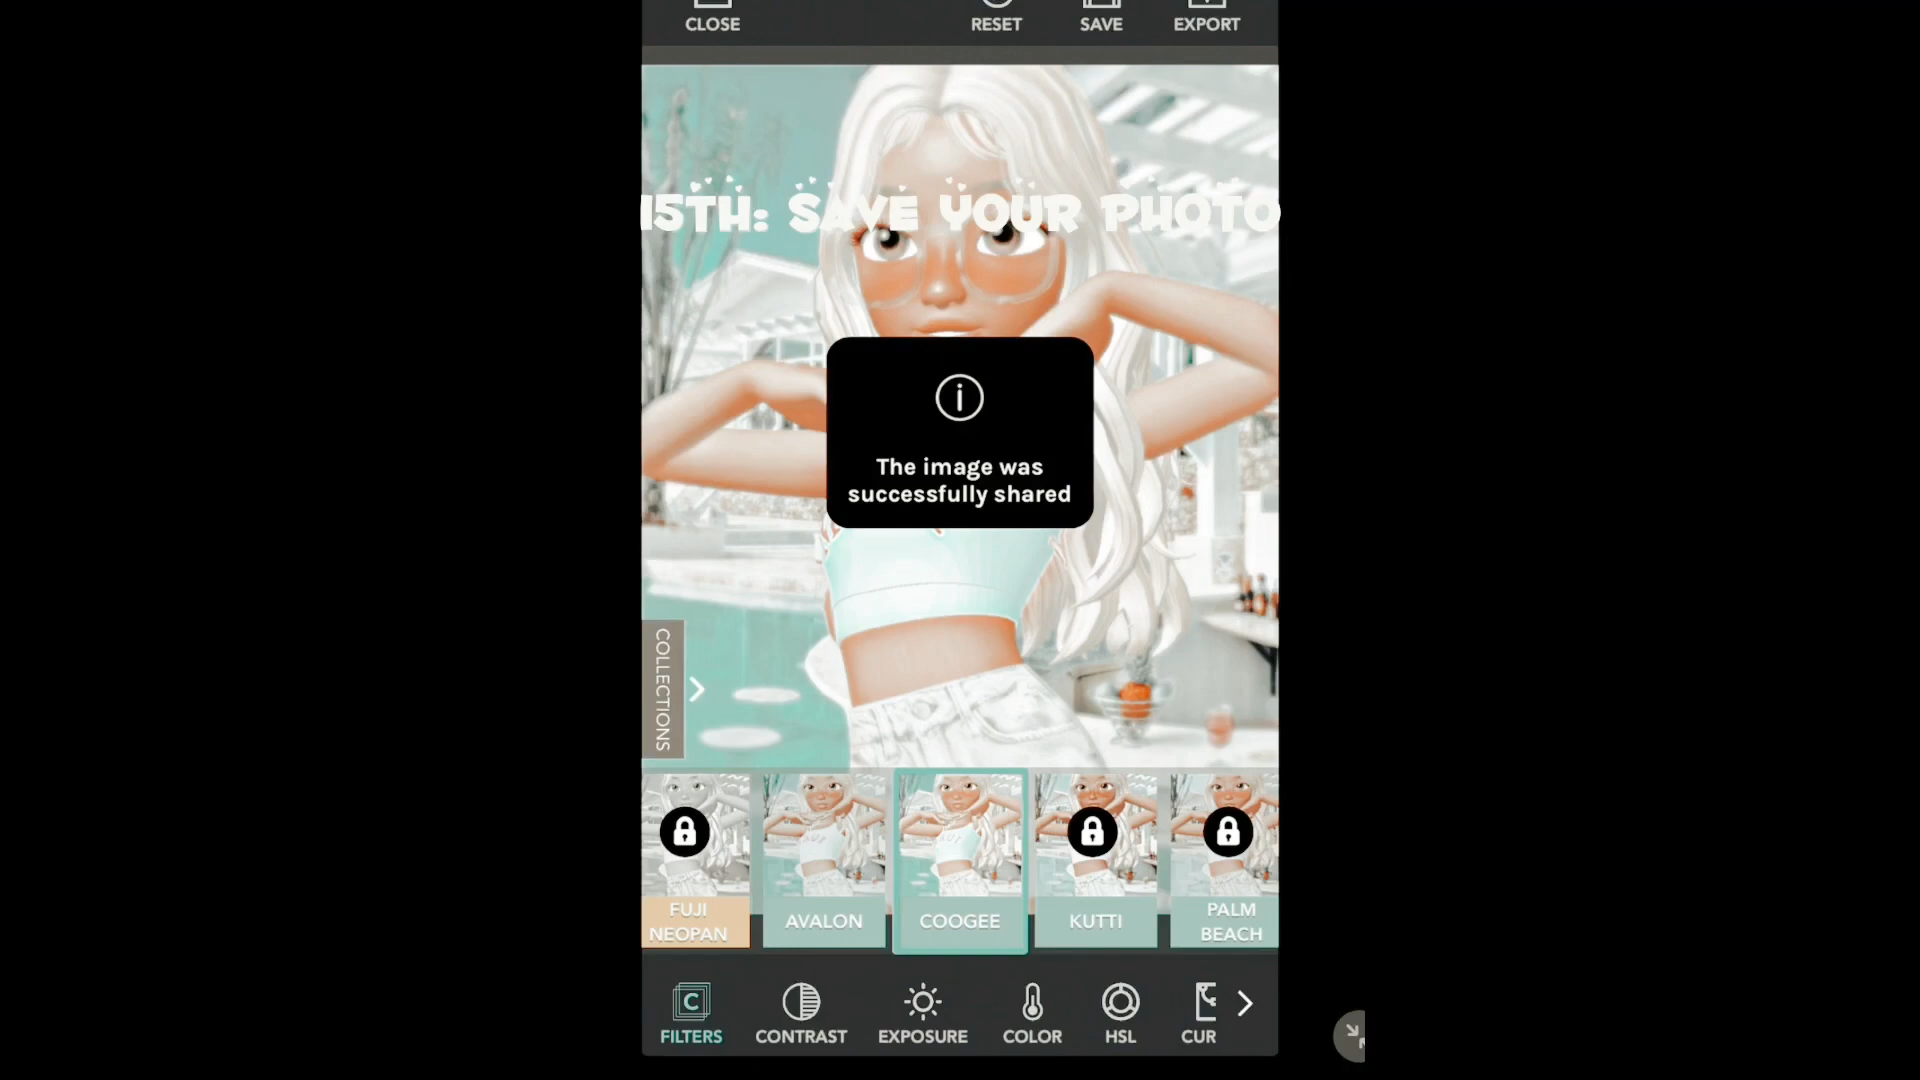 CLOSE RESET SAVE EXPORT
15TH: SAVE YOUR PHOTO
The image was
successfully shared
COLLECTIONS
FUJI
NEOPAN
AVALON
COOGEE
KUTTI
PALM
BEACH
FILTERS CONTRAST EXPOSURE COLOR HSL CUR